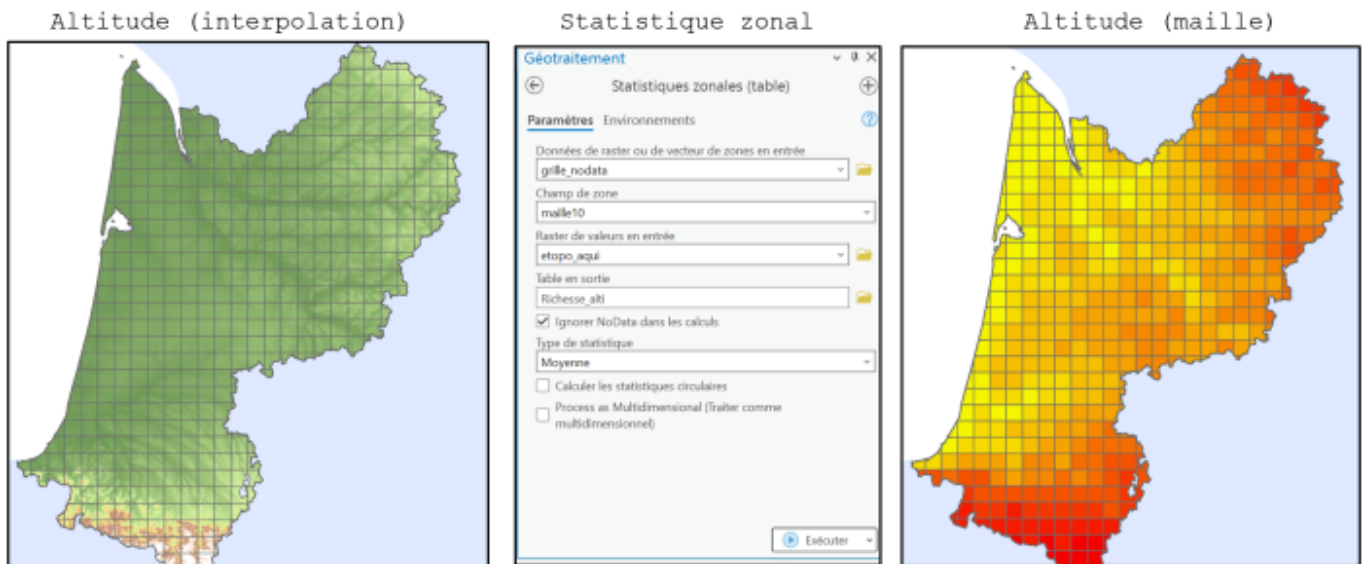 Altitude (interpolation)
Statistique zonal
Altitude (maille)
Géotraitement
Statistiques zonales (table)
Paramètres Environnements
Données de raster ou de vecteur de zones en entrée
grille_nodata
Champ de zone
maille10
Raster de valeurs en entrée
etopo_aqui
Table en sortie
Richesse_alti
Ignorer NoData dans les calculs
Type de statistique
Moyenne
Calculer les statistiques circulaires
Process as Multidimensional (Traiter comme
multidimensionnel)
Exécuter